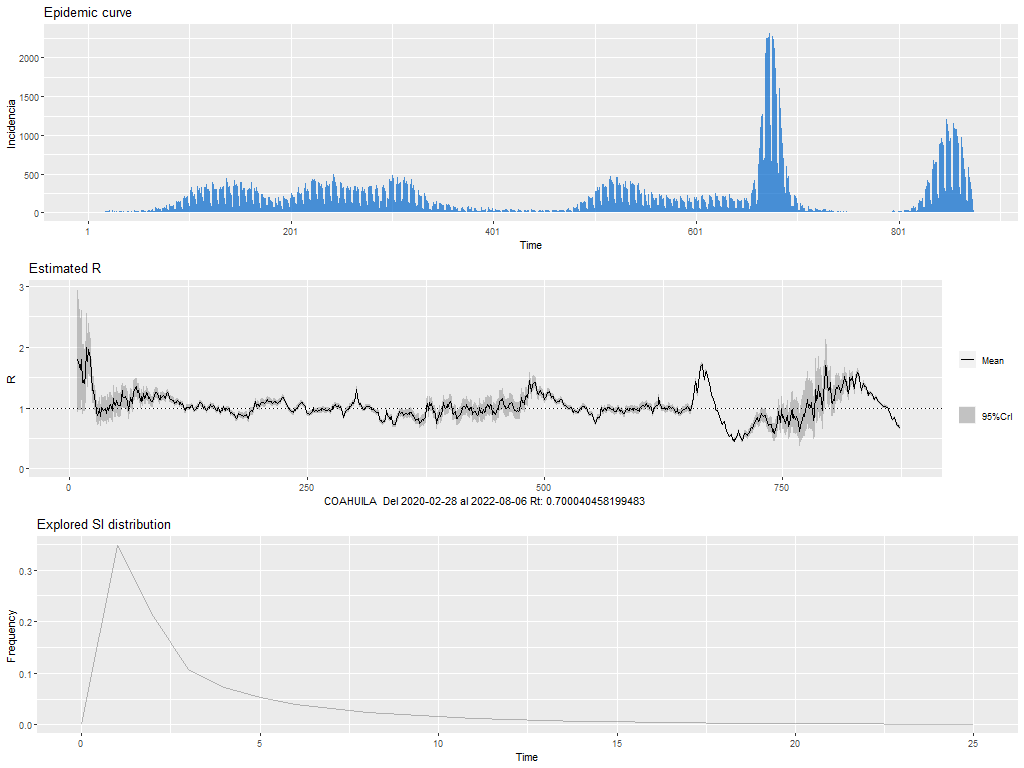 Epidemic curve
2000
1500
1000
500
0
Incidencia
1 201 401 601 801
Time
Estimated R
3
2
1
0
R
Mean
95%CrI
0 250 500 750
COAHUILA Del 2020-02-28 al 2022-08-06 Rt: 0.700040458199483
Explored SI distribution
0.3
0.2
0.1
0.0
Frequency
0 5 10 15 20 25
Time